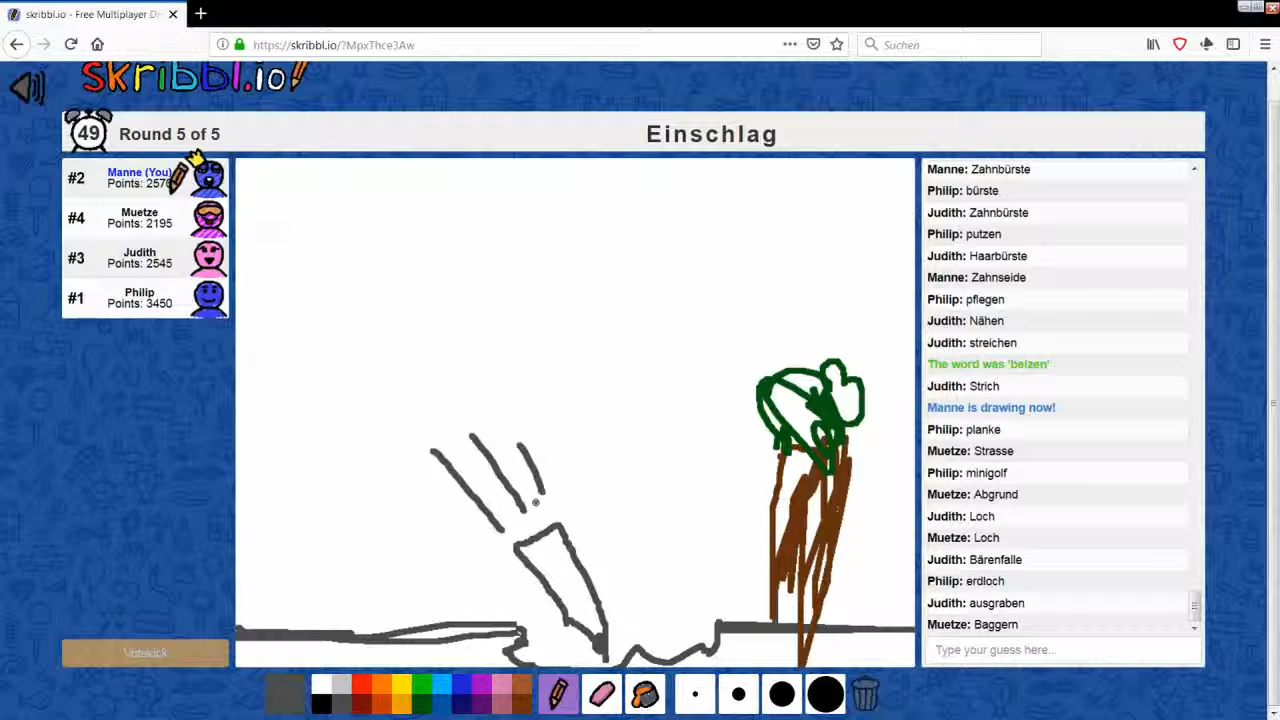 skribbl.io - Free Multiplayer Dr
https://skribbl.io/?MpxThce3Aw
Suchen
skribbl.io!
49
Round 5 of 5
Einschlag
#2
Manne (You)
Points: 2570
#4
Muetze
Points: 2195
#3
Judith
Points: 2545
#1
Philip
Points: 3450
Votekick
Manne: Zahnbürste
Philip: bürste
Judith: Zahnbürste
Philip: putzen
Judith: Haarbürste
Manne: Zahnseide
Philip: pflegen
Judith: Nähen
Judith: streichen
The word was 'beizen'
Judith: Strich
Manne is drawing now!
Philip: planke
Muetze: Strasse
Philip: minigolf
Muetze: Abgrund
Judith: Loch
Muetze: Loch
Judith: Bärenfalle
Philip: erdloch
Judith: ausgraben
Muetze: Baggern
Type your guess here...